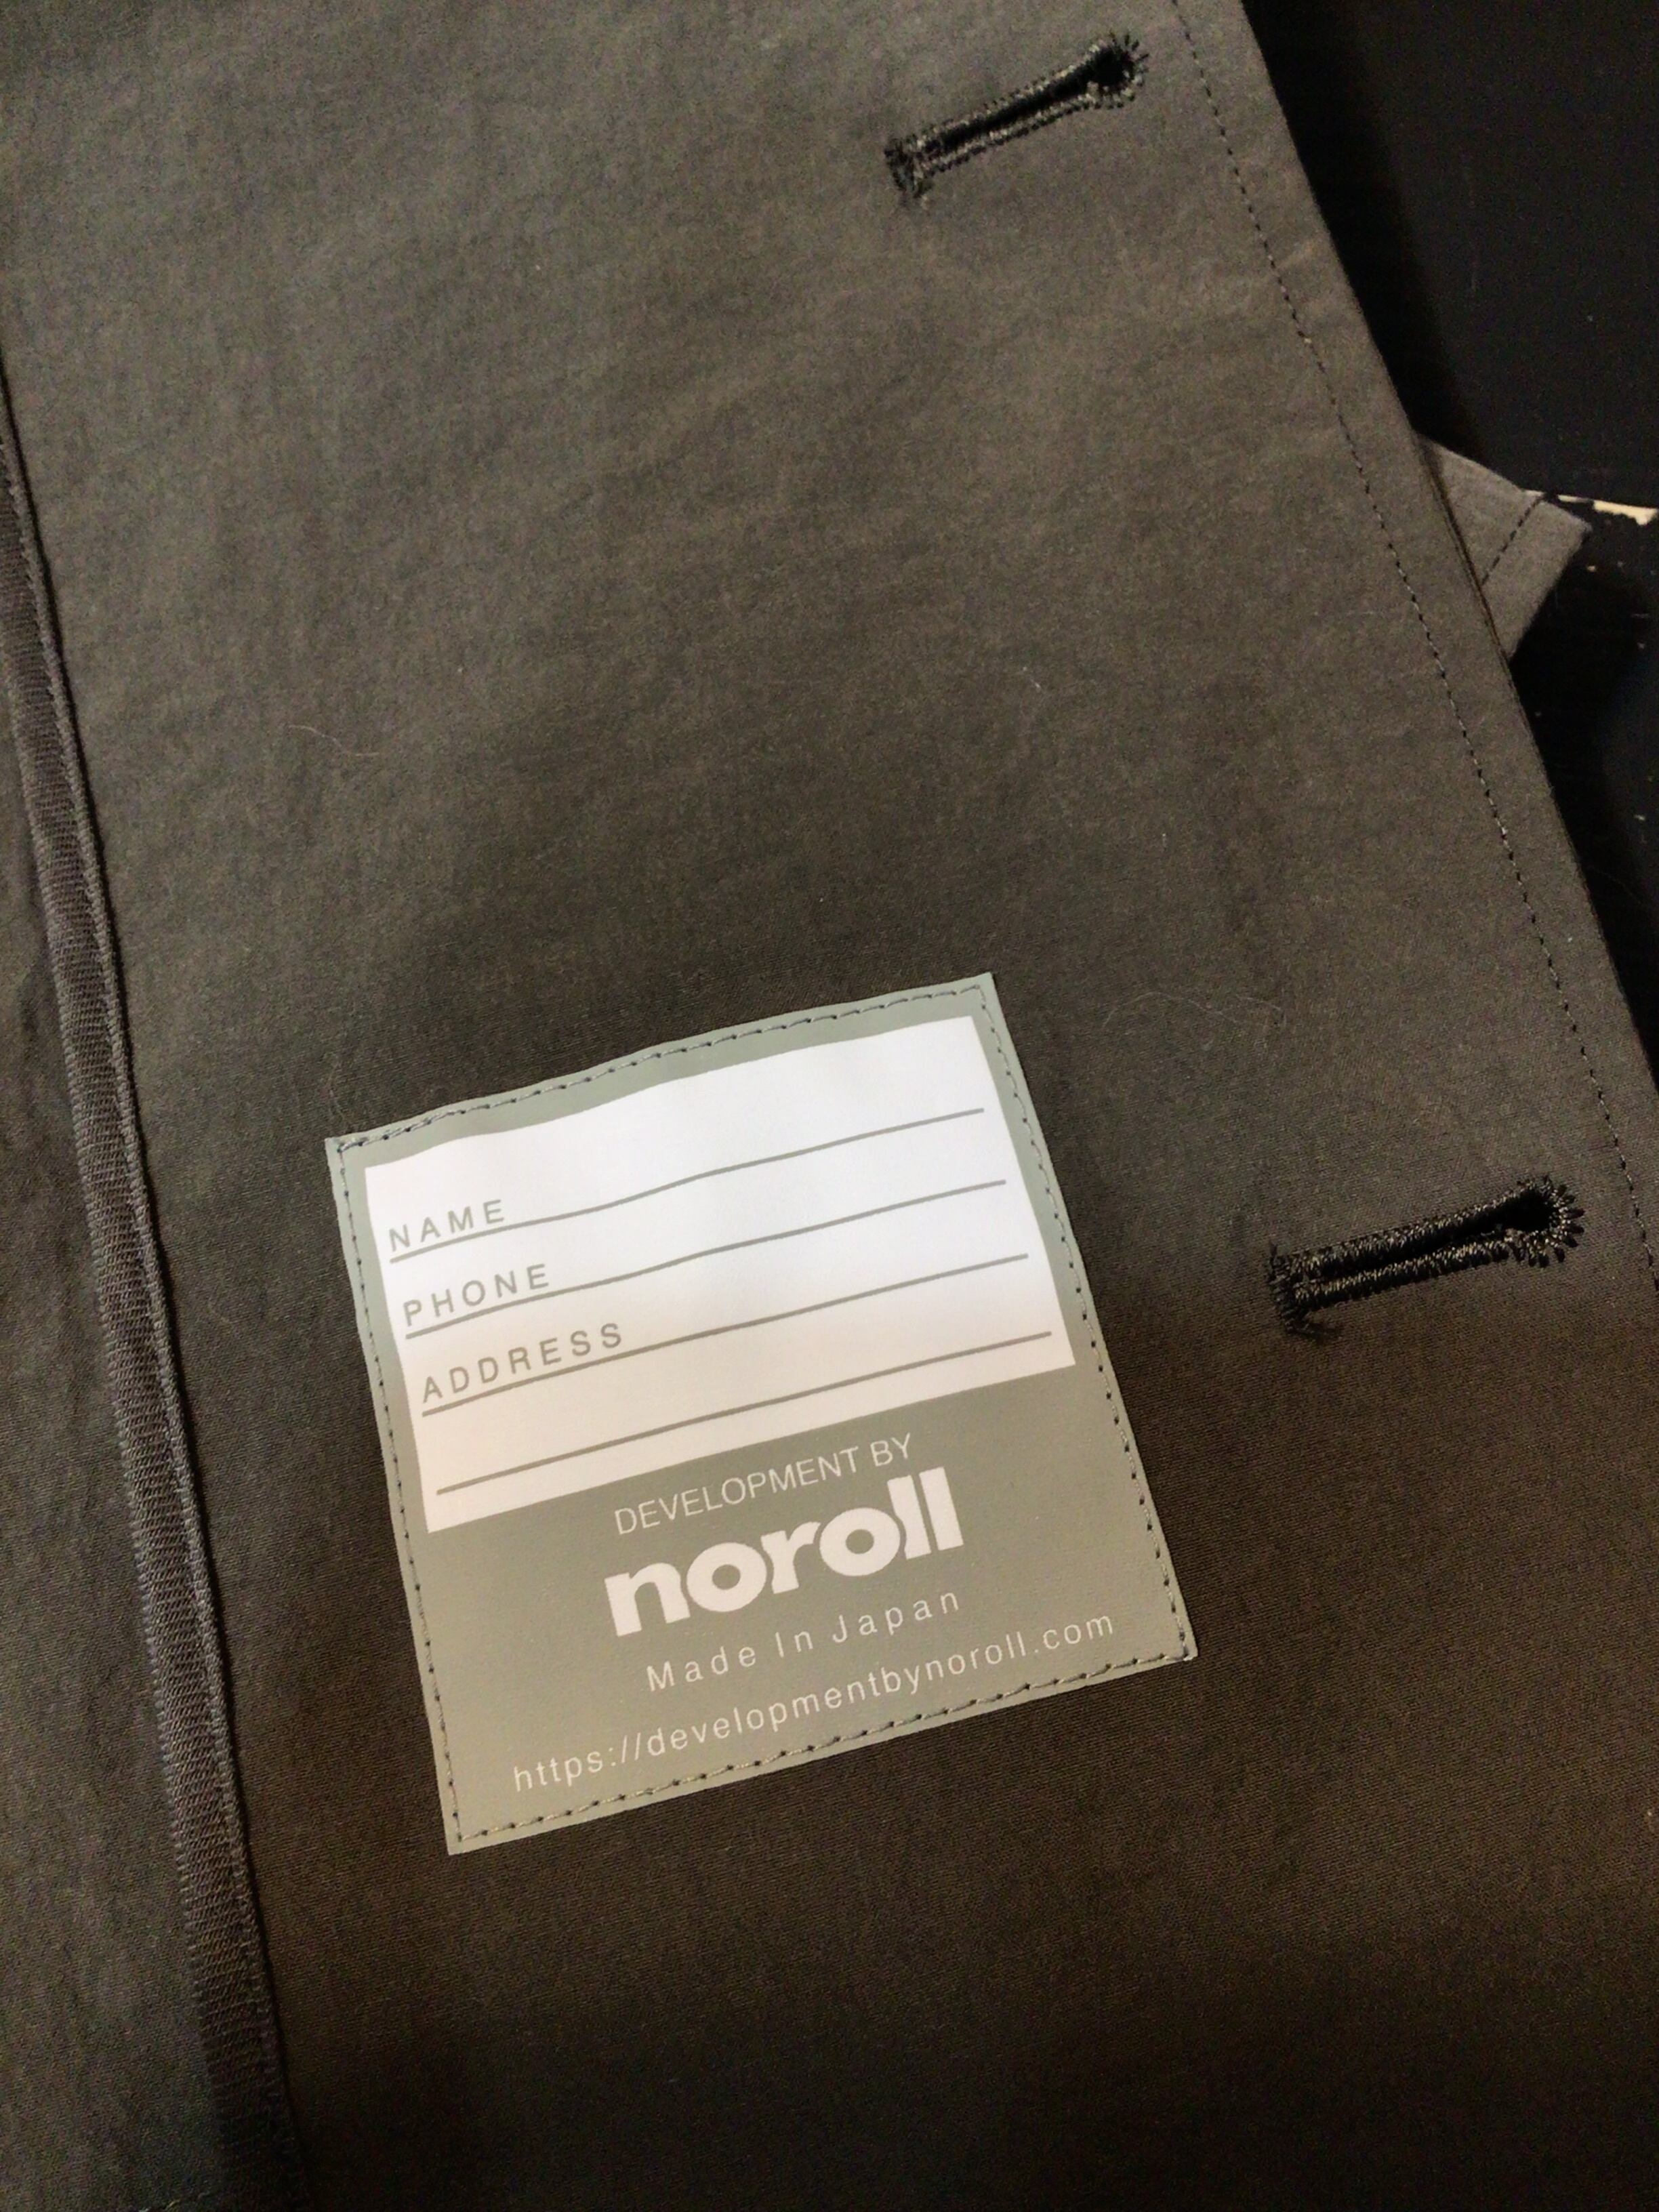 NAME
PHONE
ADDRESS
DEVELOPMENT BY
noroll
Made In Japan
https://developmentbynoroll.com